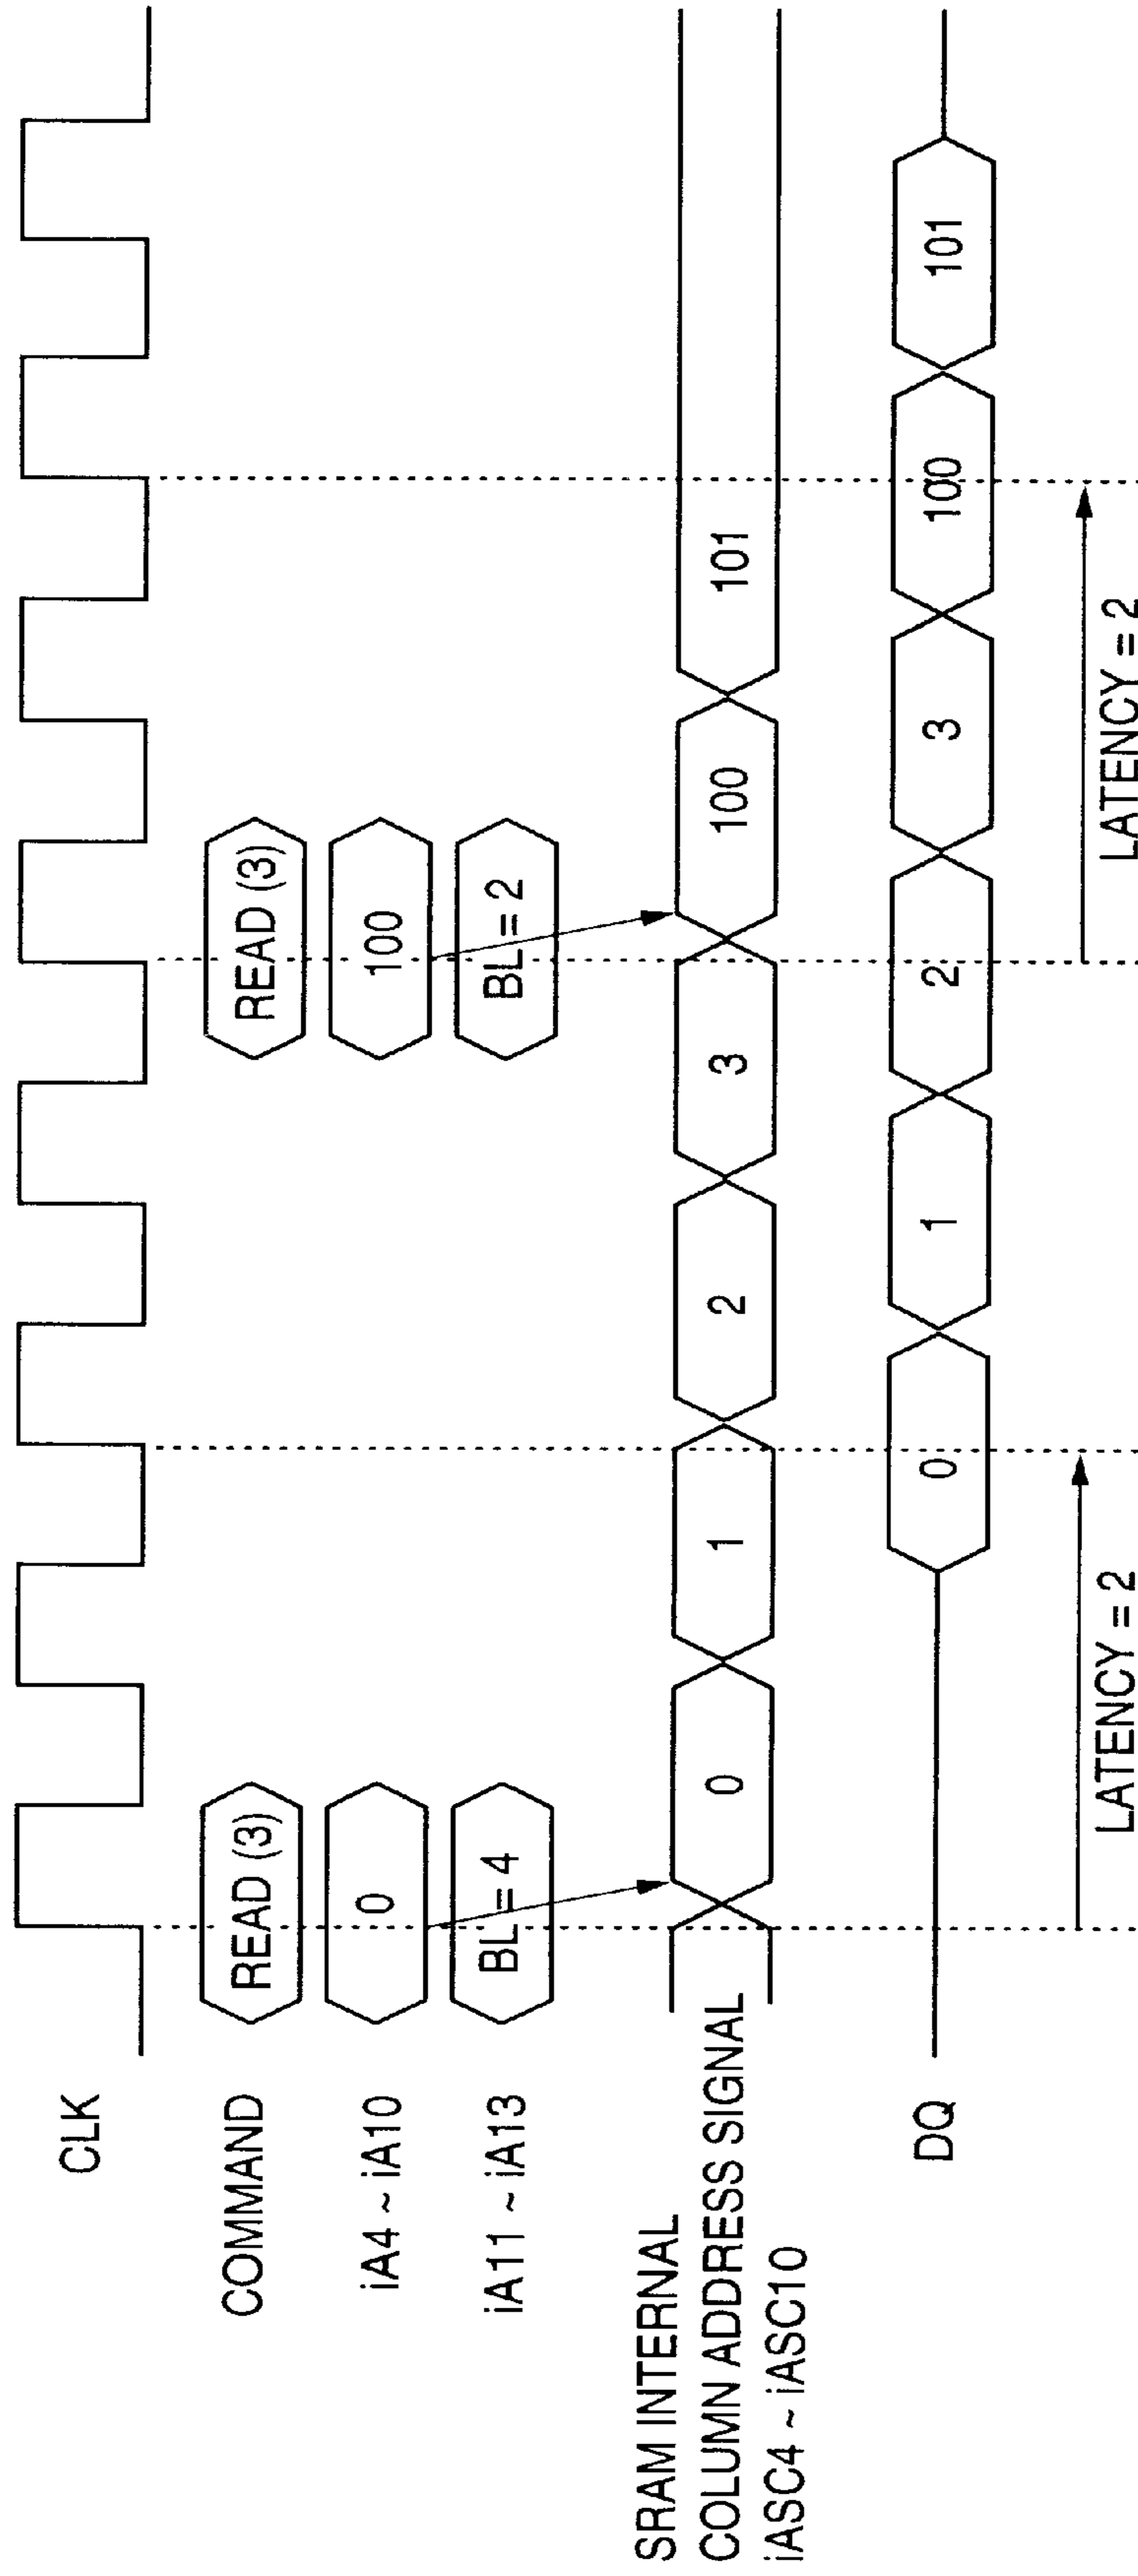 CLK
COMMAND
READ (3)
READ (3)
iA4 ~ iA10
0
100
iA11 ~ iA13
BL = 4
BL = 2
SRAM INTERNAL
COLUMN ADDRESS SIGNAL
iASC4 ~ iASC10
0
1
2
3
100
101
DQ
0
1
2
3
100
101
LATENCY = 2
LATENCY = 2